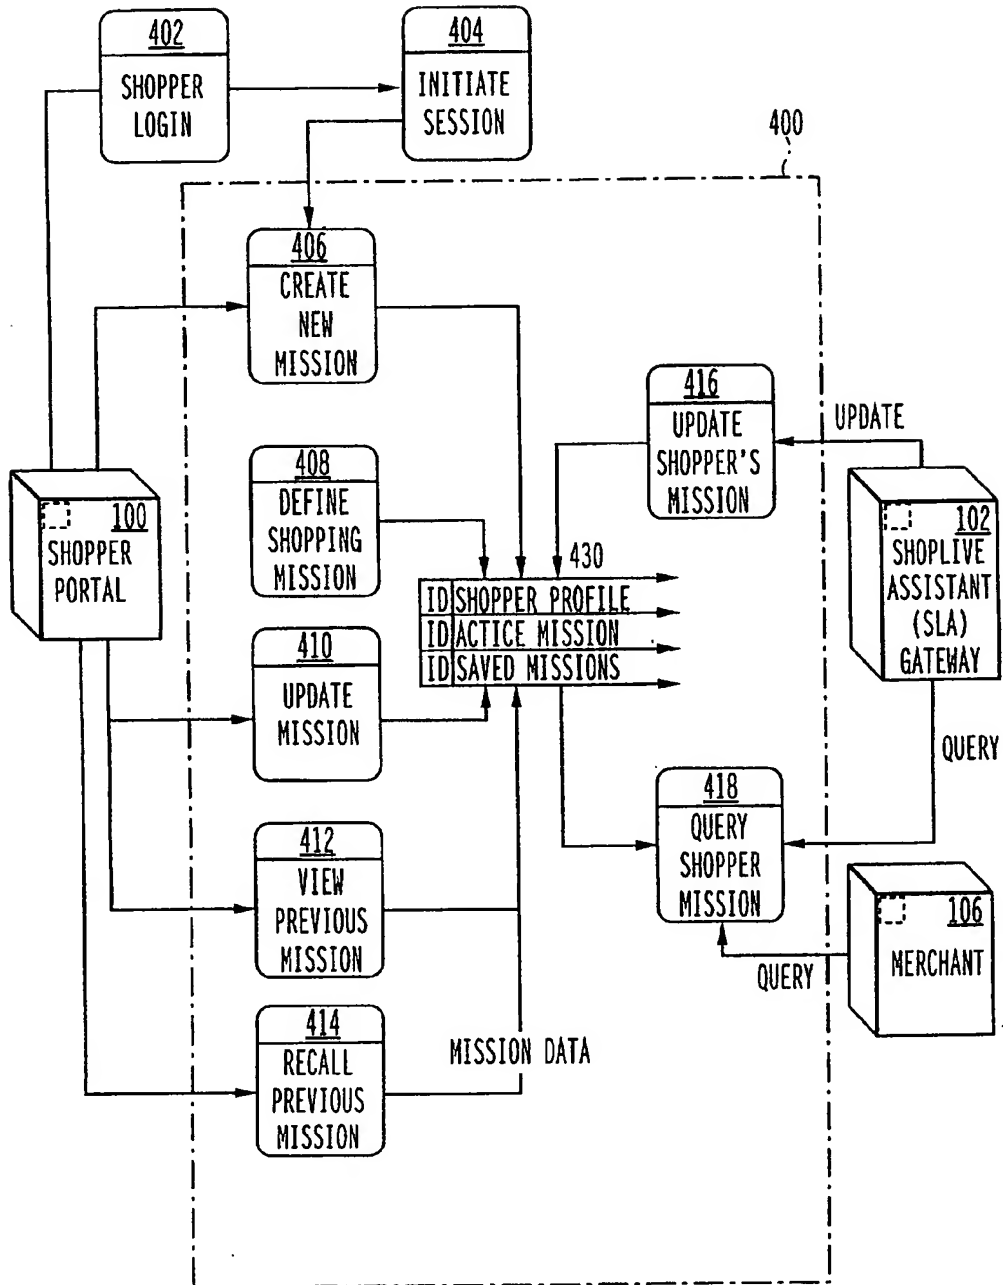 402
SHOPPER
LOGIN
404
INITIATE
SESSION
400
406
CREATE
NEW
MISSION
416
UPDATE
SHOPPER'S
MISSION
UPDATE
408
DEFINE
SHOPPING
MISSION
100
SHOPPER
PORTAL
102
SHOPLIVE
ASSISTANT
(SLA)
GATEWAY
430
ID SHOPPER PROFILE
ID ACTICE MISSION
ID SAVED MISSIONS
410
UPDATE
MISSION
QUERY
418
QUERY
SHOPPER
MISSION
412
VIEW
PREVIOUS
MISSION
106
MERCHANT
QUERY
414
RECALL
PREVIOUS
MISSION
MISSION DATA